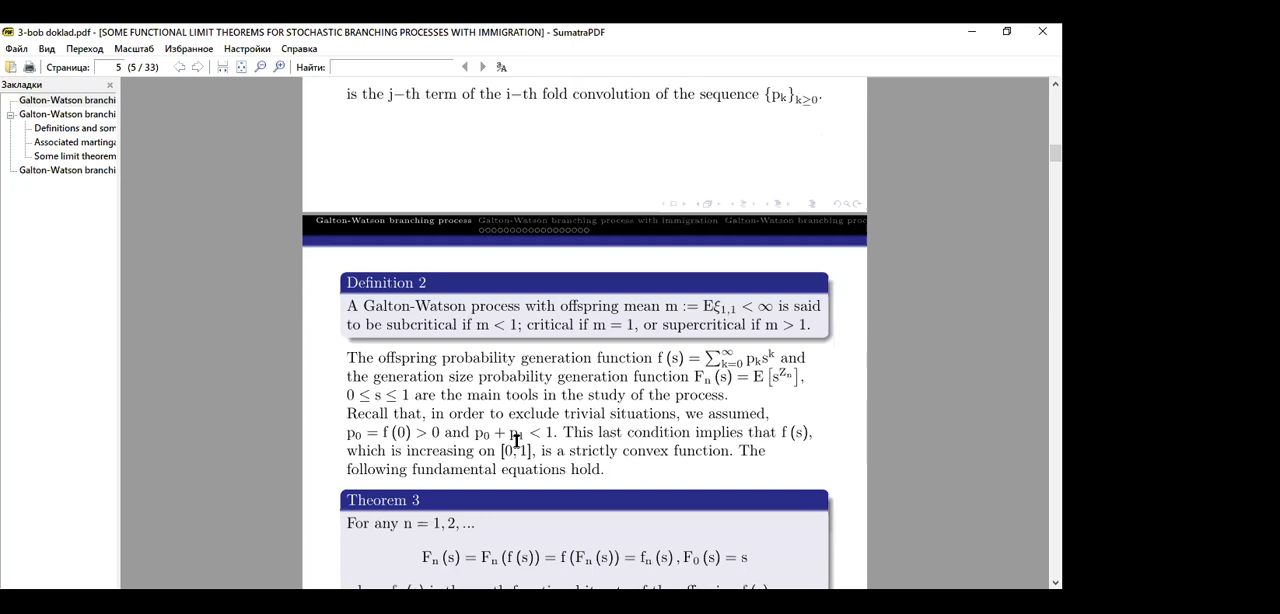 3-bob doklad.pdf - [SOME FUNCTIONAL LIMIT THEOREMS FOR STOCHASTIC BRANCHING PROCESSES WITH IMMIGRATION] - SumatraPDF
Файл Вид Переход Масштаб Избранное Настройки Справка
Страница: 5 (5 / 33) Найти:
Закладки
Galton-Watson branchi
Galton-Watson branchi
Definitions and som
Associated martinga
Some limit theorem
Galton-Watson branchi
is the j−th term of the i−th fold convolution of the sequence {pₖ}ₖ≥₀.
Galton-Watson branching process Galton-Watson branching process with immigration Galton-Watson branching proc
Definition 2
A Galton-Watson process with offspring mean m := Eξ₁,₁ < ∞ is said
to be subcritical if m < 1; critical if m = 1, or supercritical if m > 1.
The offspring probability generation function f (s) = ∑_{k=0}^{∞} pₖsᵏ and
the generation size probability generation function Fₙ (s) = E [s^{Zₙ}],
0 ≤ s ≤ 1 are the main tools in the study of the process.
Recall that, in order to exclude trivial situations, we assumed,
p₀ = f (0) > 0 and p₀ + p₁ < 1. This last condition implies that f (s),
which is increasing on [0, 1], is a strictly convex function. The
following fundamental equations hold.
Theorem 3
For any n = 1, 2, ...
Fₙ (s) = Fₙ (f (s)) = f (Fₙ (s)) = fₙ (s) , F₀ (s) = s